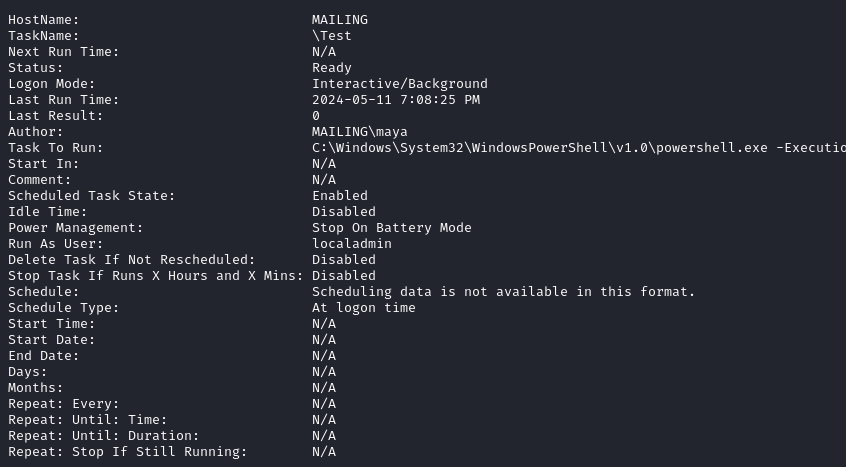 HostName: MAILING
TaskName: \Test
Next Run Time: N/A
Status: Ready
Logon Mode: Interactive/Background
Last Run Time: 2024-05-11 7:08:25 PM
Last Result: 0
Author: MAILING\maya
Task To Run: C:\Windows\System32\WindowsPowerShell\v1.0\powershell.exe -Executio
Start In: N/A
Comment: N/A
Scheduled Task State: Enabled
Idle Time: Disabled
Power Management: Stop On Battery Mode
Run As User: localadmin
Delete Task If Not Rescheduled: Disabled
Stop Task If Runs X Hours and X Mins: Disabled
Schedule: Scheduling data is not available in this format.
Schedule Type: At logon time
Start Time: N/A
Start Date: N/A
End Date: N/A
Days: N/A
Months: N/A
Repeat: Every: N/A
Repeat: Until: Time: N/A
Repeat: Until: Duration: N/A
Repeat: Stop If Still Running: N/A